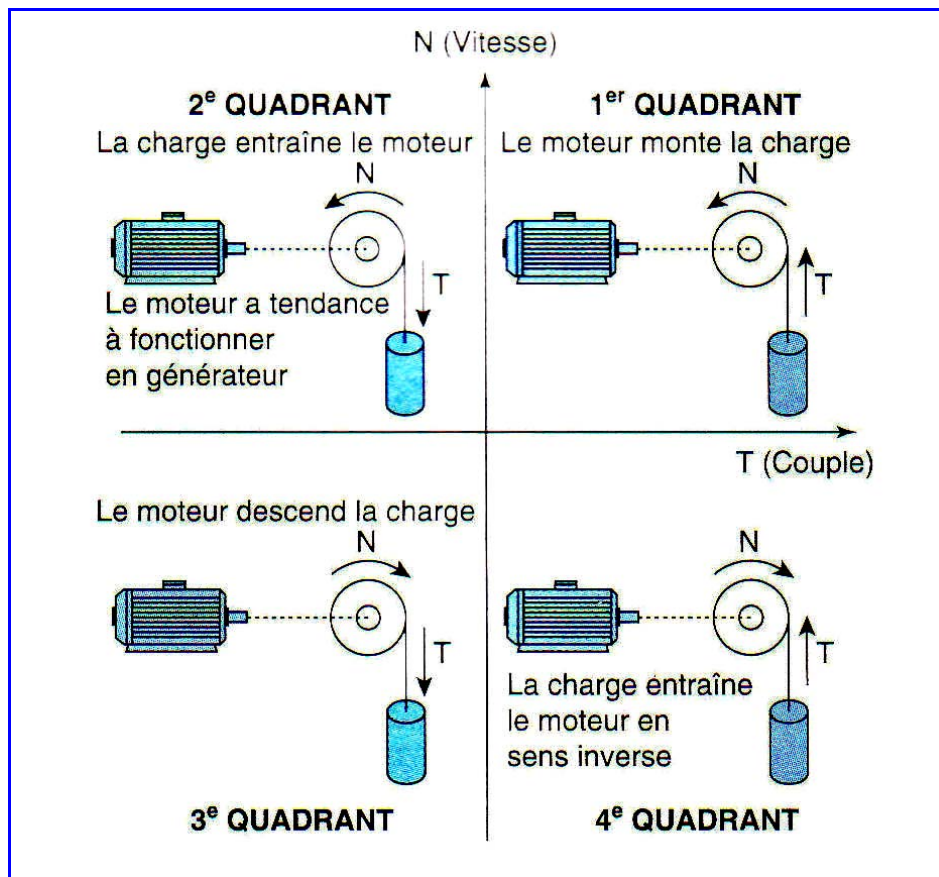 N (Vitesse)
2e QUADRANT
La charge entraîne le moteur
N
T
Le moteur a tendance
à fonctionner
en générateur
1er QUADRANT
Le moteur monte la charge
N
T
T (Couple)
Le moteur descend la charge
N
T
3e QUADRANT
N
T
La charge entraîne
le moteur en
sens inverse
4e QUADRANT